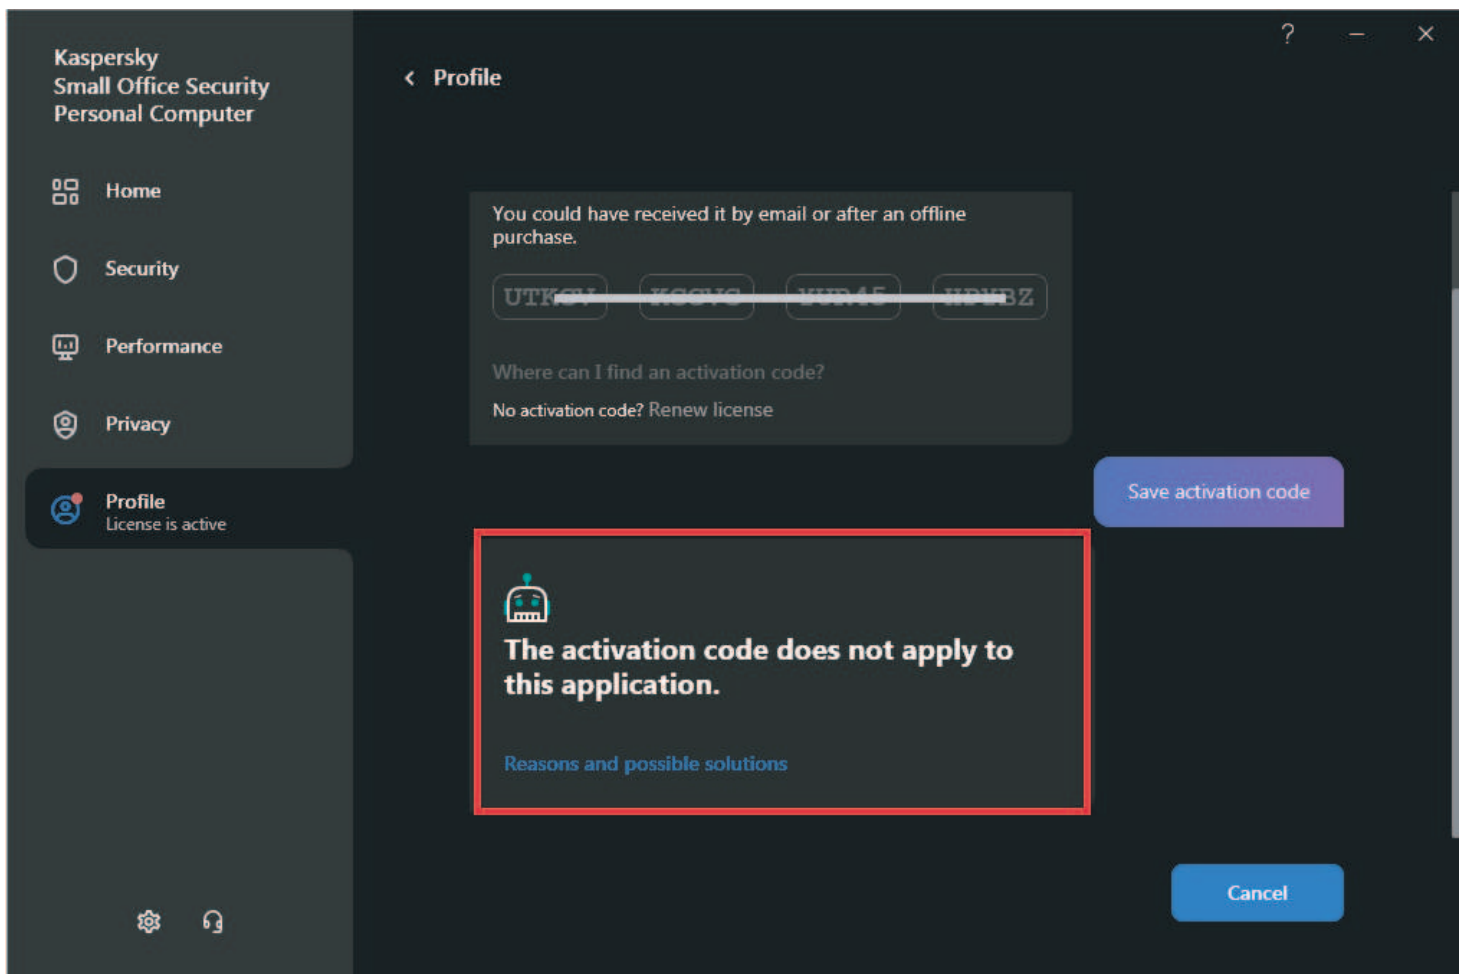 Kaspersky
Small Office Security
Personal Computer
Home
Security
Performance
Privacy
Profile
License is active
?
Profile
You could have received it by email or after an offline
purchase.
Where can I find an activation code?
No activation code? Renew license
Save activation code
The activation code does not apply to
this application.
Reasons and possible solutions
Cancel